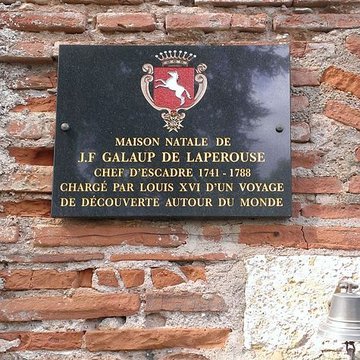 MAISON NATALE DE
J.F GALAUP DE LAPEROUSE
CHEF D'ESCADRE 1741 - 1788
CHARGÉ PAR LOUIS XVI D'UN VOYAGE
DE DÉCOUVERTE AUTOUR DU MONDE